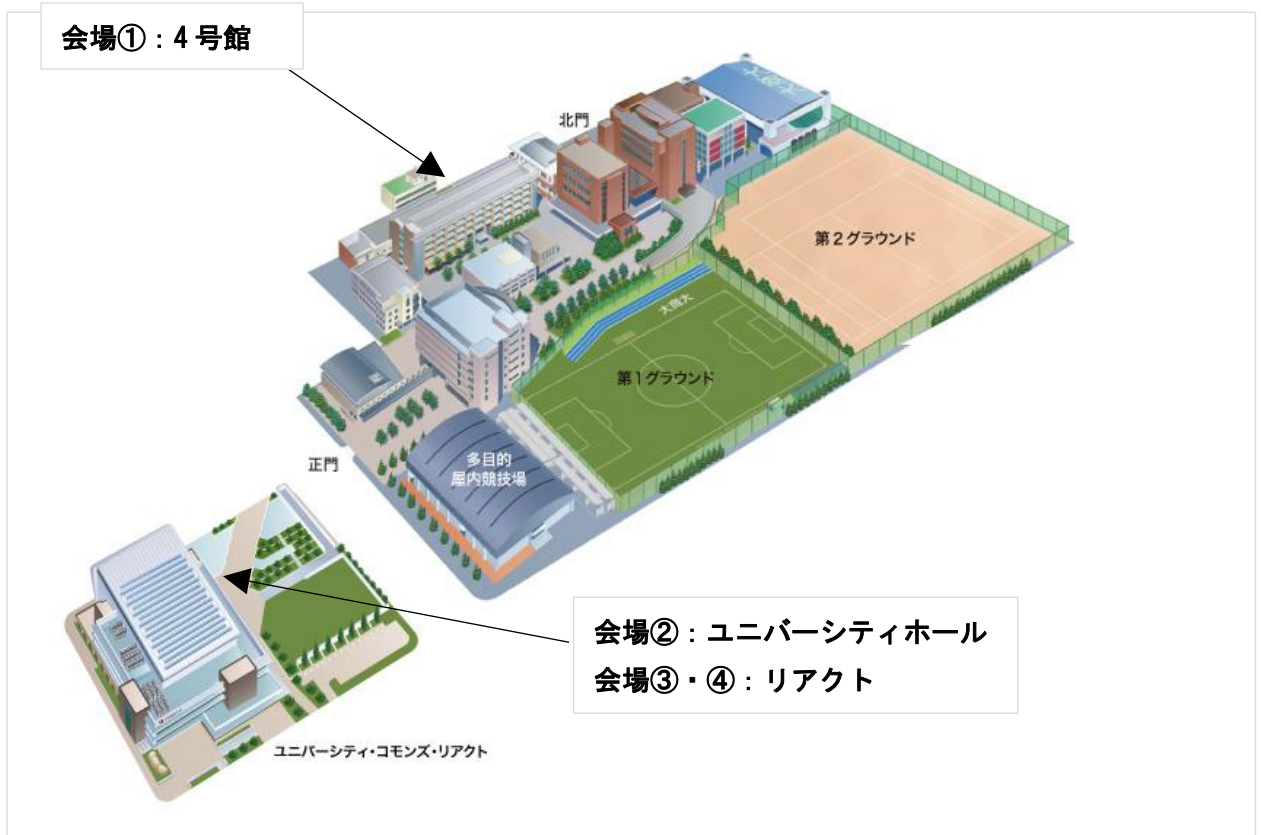 会場①：4号館
北門
第2グラウンド
大商大
第1グラウンド
多目的
屋内競技場
正門
会場②：ユニバーシティホール
会場③・④：リアクト
ユニバーシティ・コモンズ・リアクト